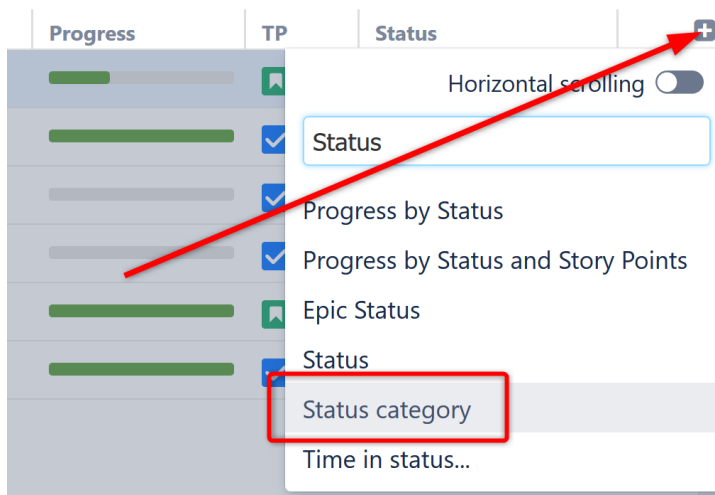 Progress TP Status
Horizontal scrolling
Status
Progress by Status
Progress by Status and Story Points
Epic Status
Status
Status category
Time in status...